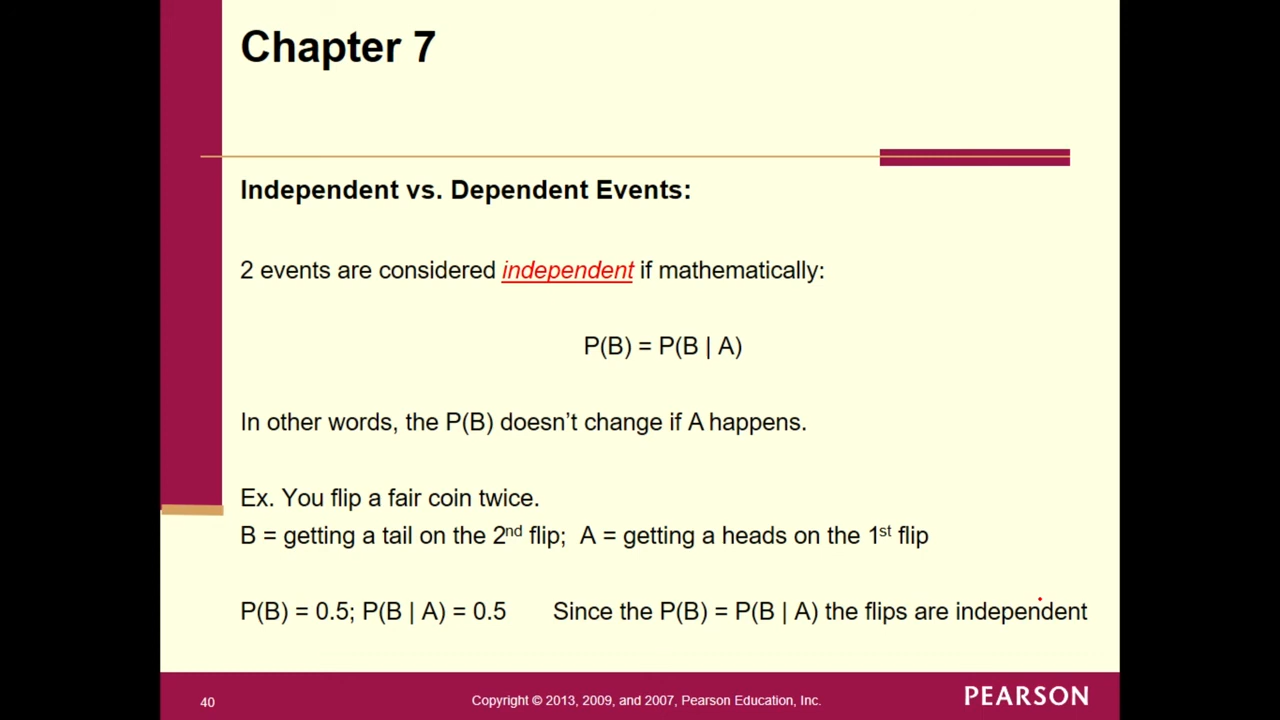 Chapter 7
Independent vs. Dependent Events:
2 events are considered independent if mathematically:
P(B) = P(B | A)
In other words, the P(B) doesn’t change if A happens.
Ex. You flip a fair coin twice.
B = getting a tail on the 2nd flip;  A = getting a heads on the 1st flip
P(B) = 0.5; P(B | A) = 0.5 Since the P(B) = P(B | A) the flips are independent
40 Copyright © 2013, 2009, and 2007, Pearson Education, Inc. PEARSON